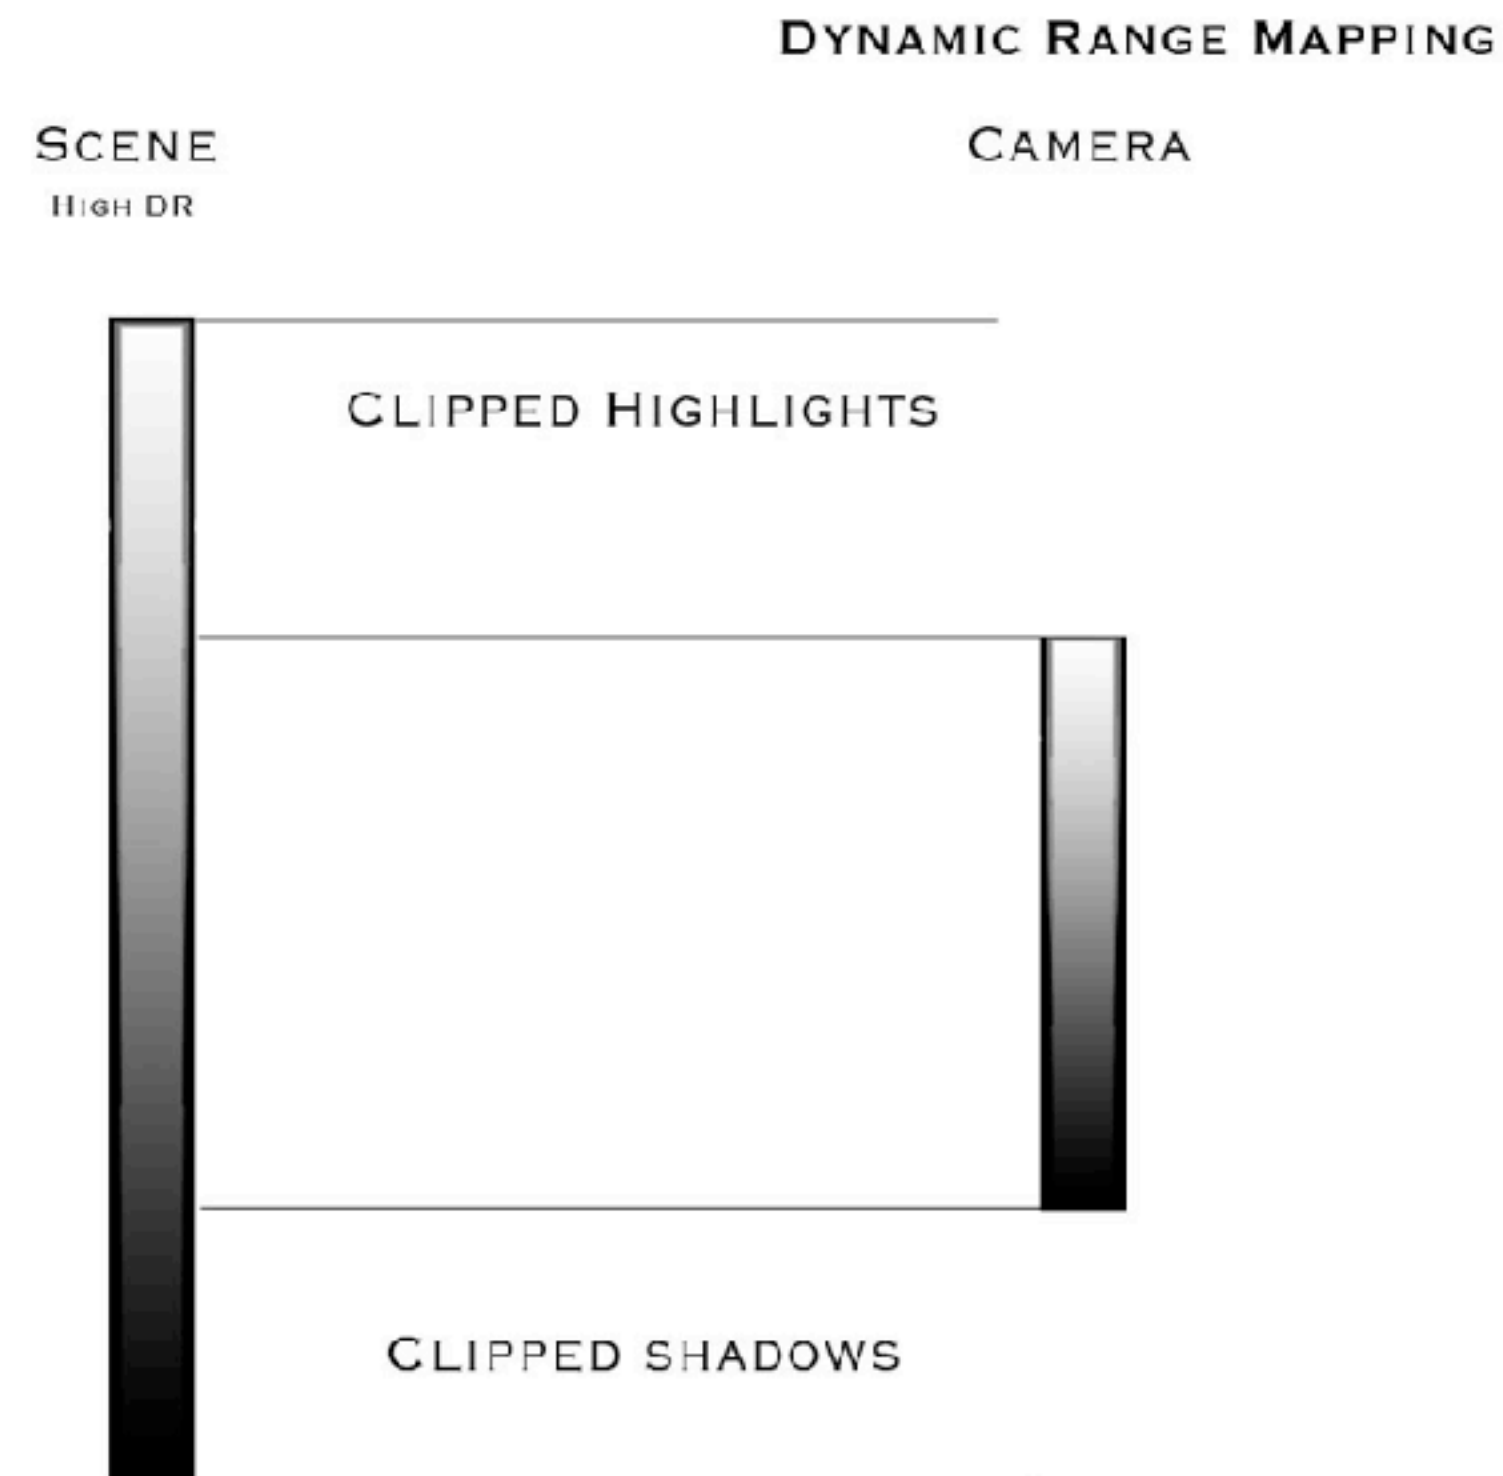 DYNAMIC RANGE MAPPING
SCENE
CAMERA
HIGH DR
CLIPPED HIGHLIGHTS
CLIPPED SHADOWS